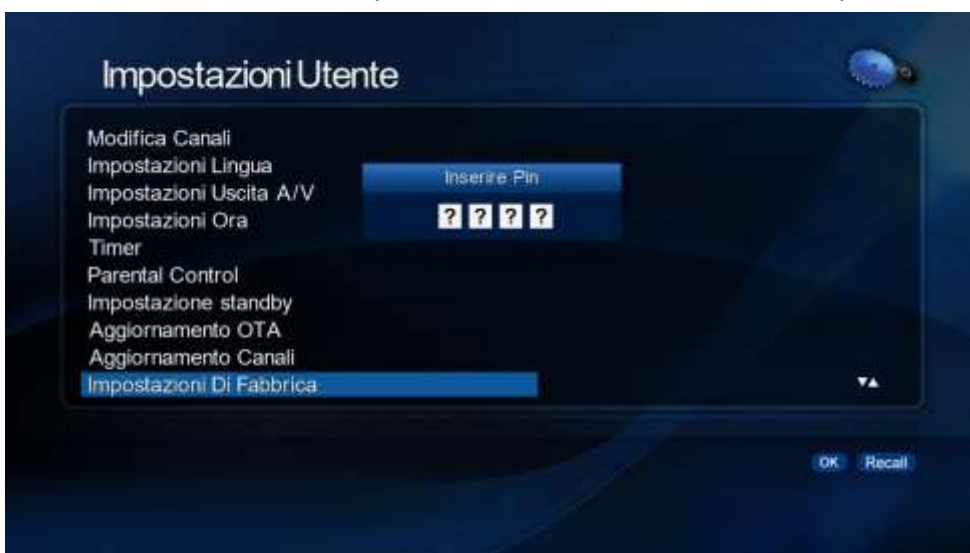 Impostazioni Utente
Modifica Canali
Impostazioni Lingua
Impostazioni Uscita A/V
Impostazioni Ora
Timer
Parental Control
Impostazione standby
Aggiornamento OTA
Aggiornamento Canali
Impostazioni Di Fabbrica
Inserire Pin
? ? ? ?
OK Recall